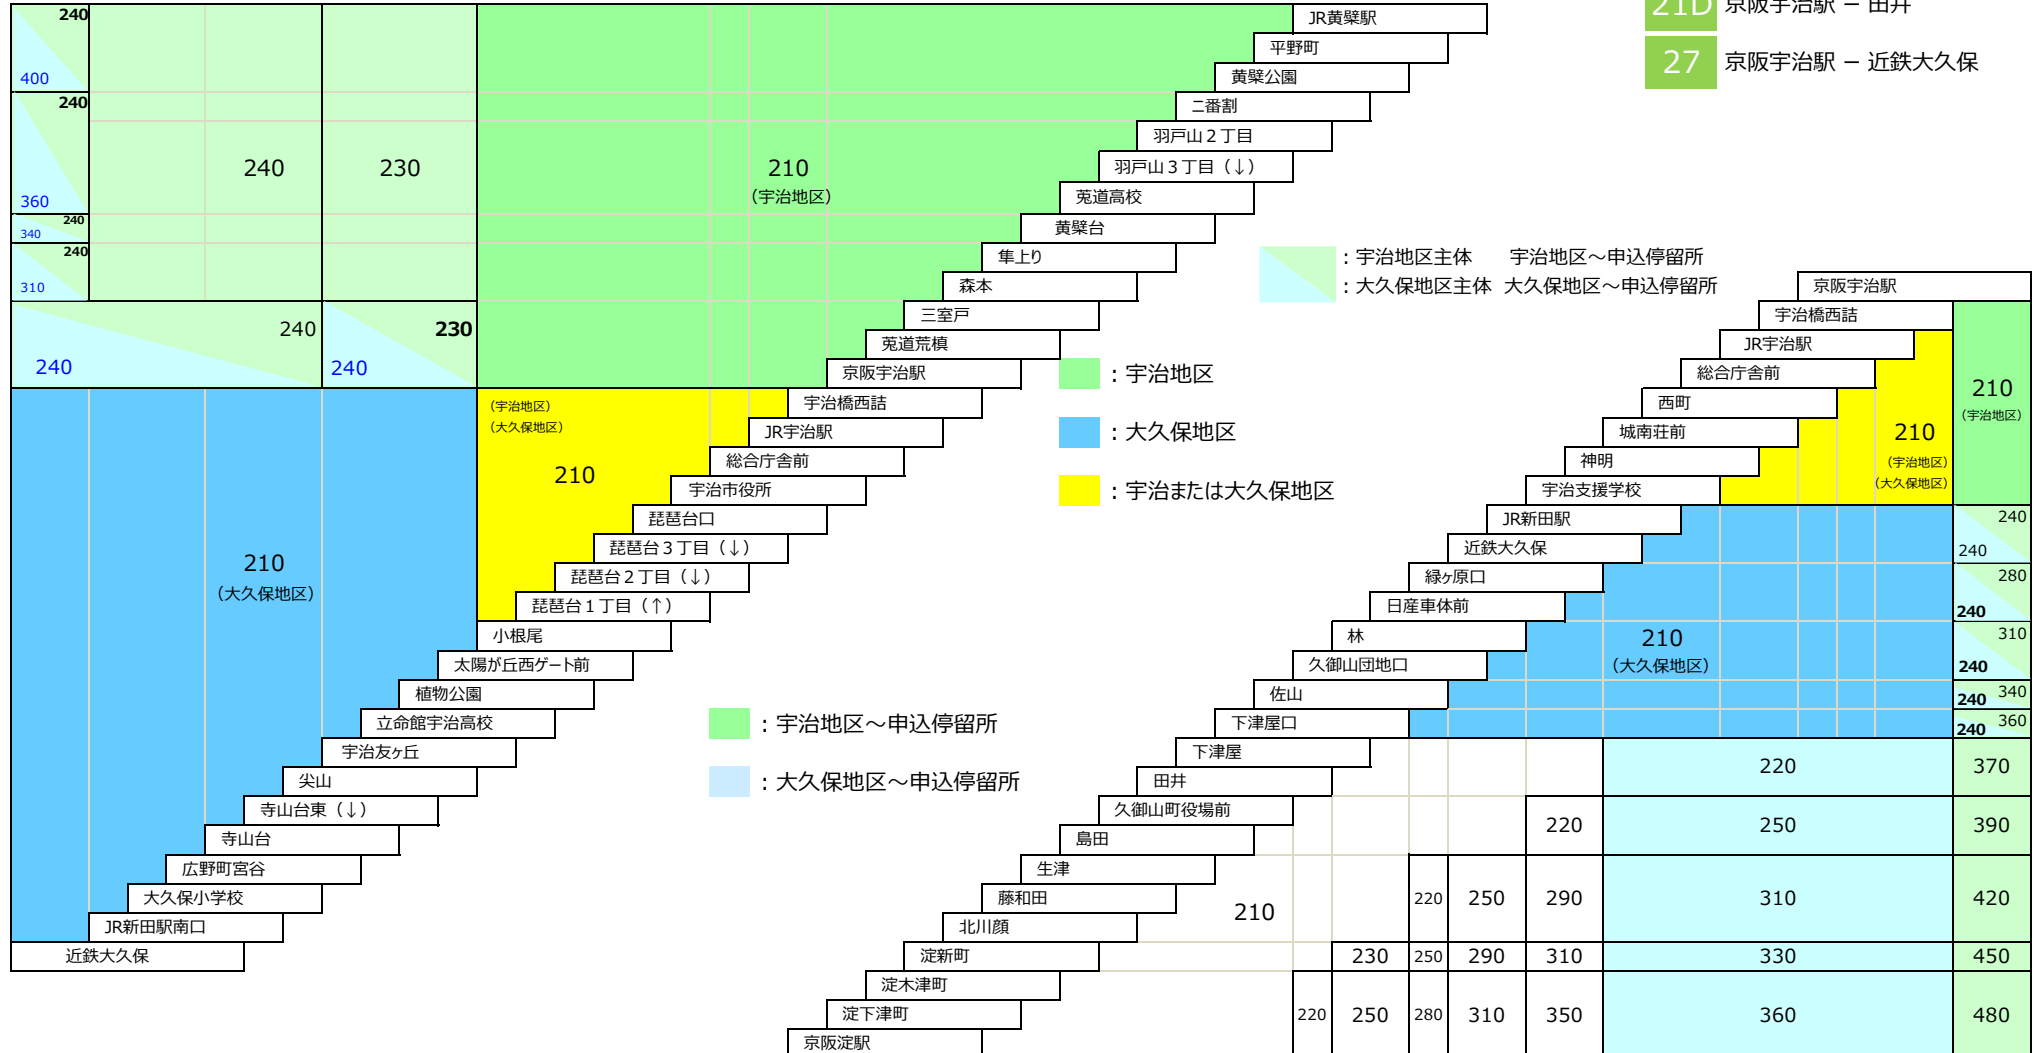 240
JR黄檗駅
21D 京阪宇治駅 − 田井
平野町
27 京阪宇治駅 − 近鉄大久保
400
黄檗公園
240
二番割
羽戸山2丁目
240 230 210
羽戸山3丁目（↓）
（宇治地区）
莵道高校
360
240
黄檗台
340
240
隼上り
：宇治地区主体　宇治地区～申込停留所
310
森本
：大久保地区主体 大久保地区～申込停留所
京阪宇治駅
240 230
三室戸
宇治橋西詰
莵道荒槙
JR宇治駅
240 240
京阪宇治駅
：宇治地区
総合庁舎前
210
（宇治地区）
（宇治地区）
宇治橋西詰
西町
（大久保地区）
JR宇治駅
：大久保地区
城南荘前
210
総合庁舎前
神明
（宇治地区）
210
宇治市役所
：宇治または大久保地区
宇治支援学校
（大久保地区）
琵琶台口
JR新田駅
240
琵琶台3丁目（↓）
近鉄大久保
240
210
（大久保地区）
琵琶台2丁目（↓）
緑ヶ原口
280
琵琶台1丁目（↑）
日産車体前
240
小根尾
林
210
（大久保地区）
310
太陽が丘西ゲート前
久御山団地口
240
植物公園
佐山
340
240
立命館宇治高校
：宇治地区～申込停留所
下津屋口
360
240
宇治友ヶ丘
下津屋
220 370
尖山
：大久保地区～申込停留所
田井
寺山台東（↓）
久御山町役場前
220 250 390
寺山台
島田
広野町宮谷
生津
大久保小学校
藤和田
210 220 250 290 310 420
JR新田駅南口
北川顔
近鉄大久保
淀新町
230 250 290 310 330 450
淀木津町
淀下津町
220 250 280 310 350 360 480
京阪淀駅